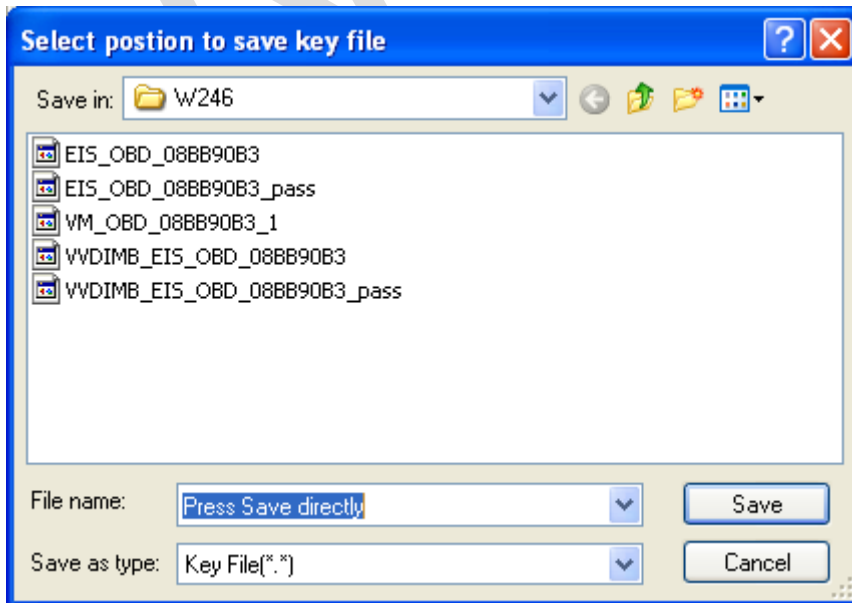 Select postion to save key file
Save in: W246
EIS_OBD_08BB90B3
EIS_OBD_08BB90B3_pass
VM_OBD_08BB90B3_1
VVDIMB_EIS_OBD_08BB90B3
VVDIMB_EIS_OBD_08BB90B3_pass
File name: Press Save directly Save
Save as type: Key File(*.*) Cancel